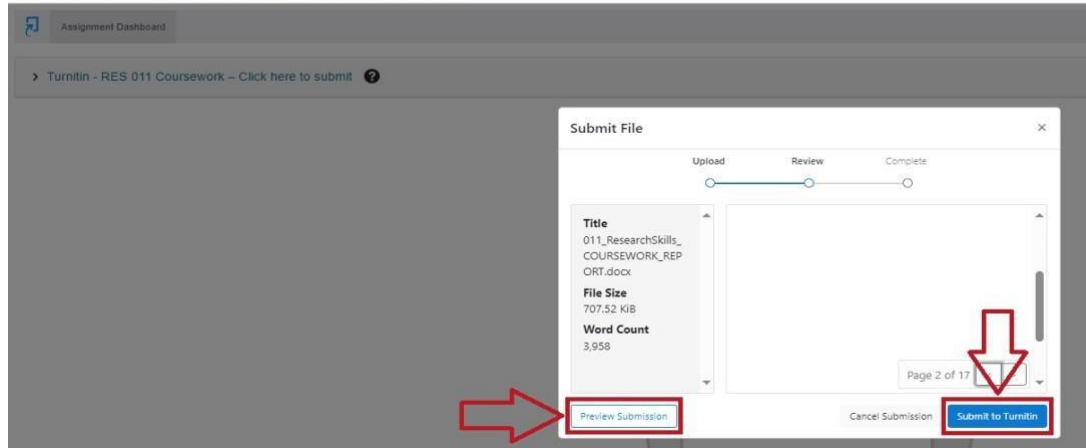 Assignment Dashboard
Turnitin - RES 011 Coursework – Click here to submit ?
Submit File
Upload Review Complete
Title
011_ResearchSkills_
COURSEWORK_REP
ORT.docx
File Size
707.52 KiB
Word Count
3,958
Page 2 of 17
Preview Submission
Cancel Submission
Submit to Turnitin